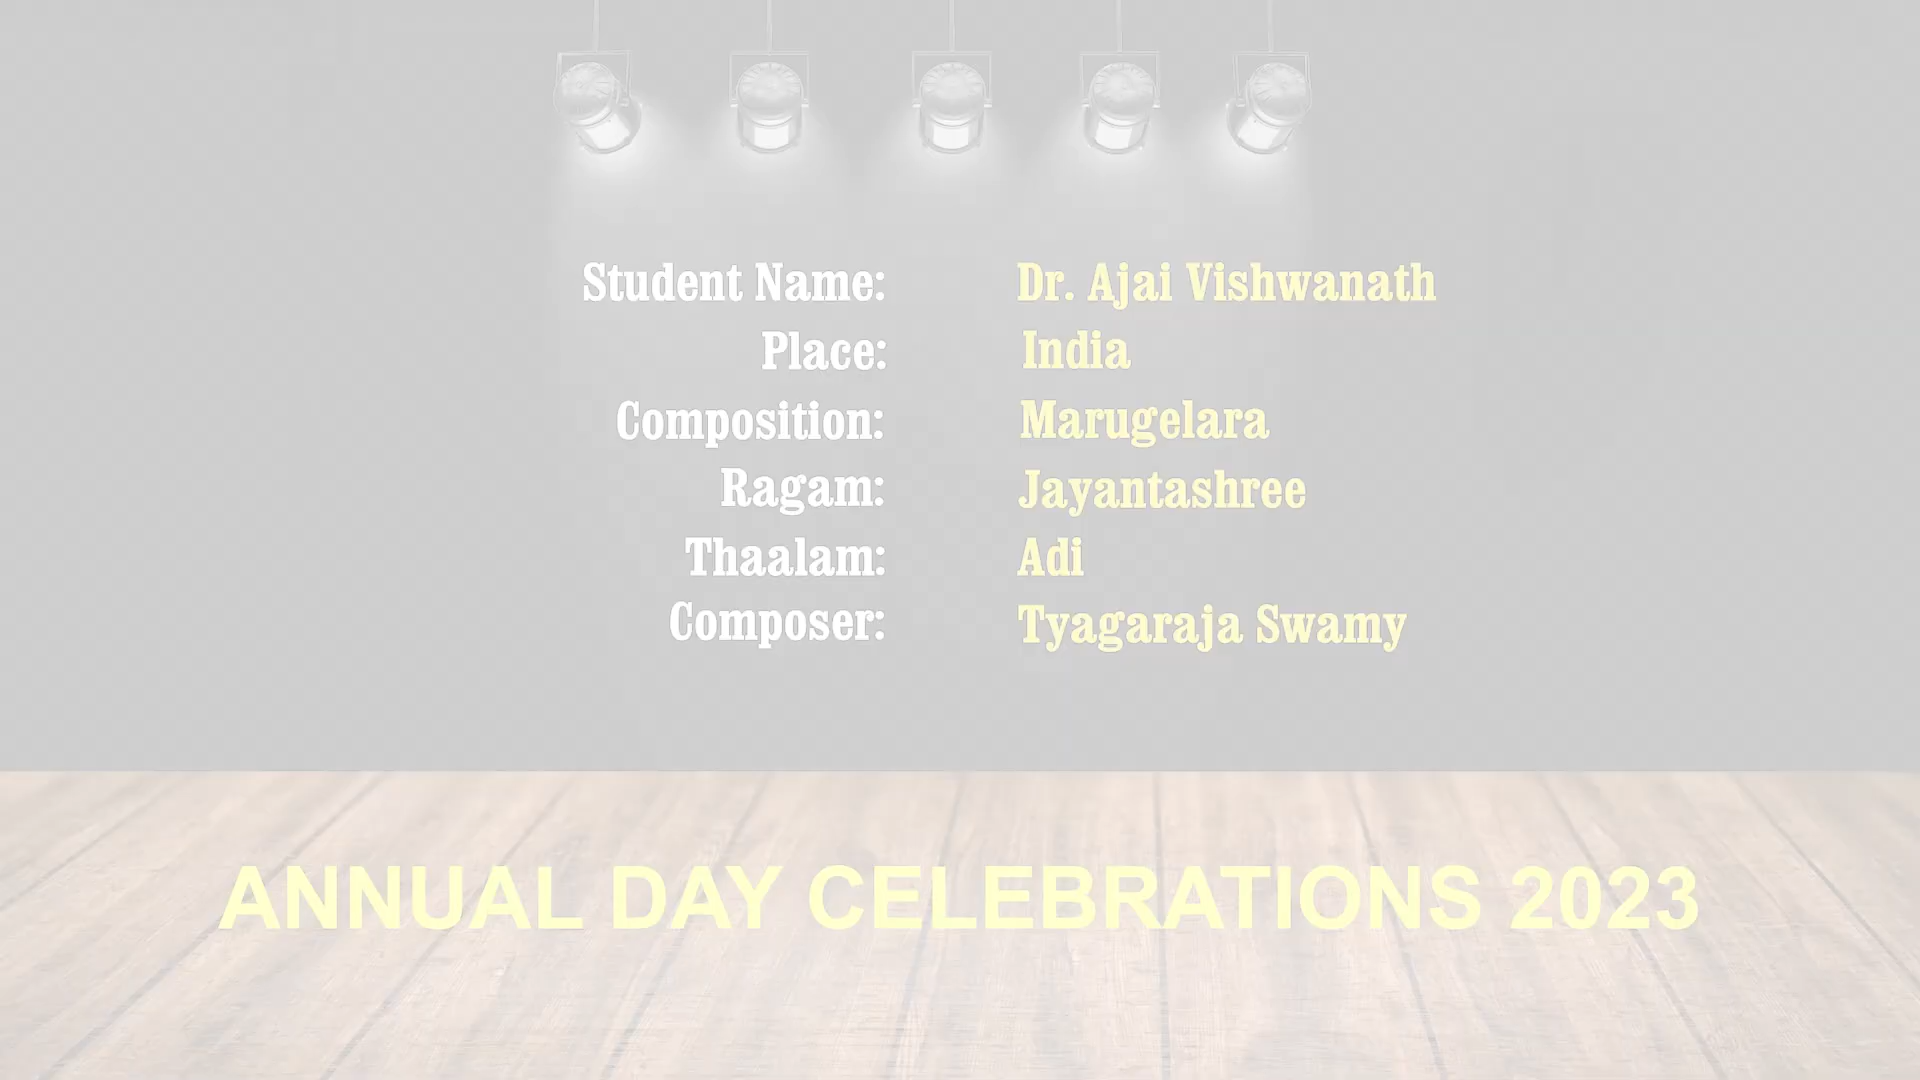 Student Name: Dr. Ajai Vishwanath
Place: India
Composition: Marugelara
Ragam: Jayantashree
Thaalam: Adi
Composer: Tyagaraja Swamy
ANNUAL DAY CELEBRATIONS 2023